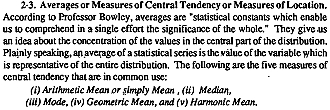 2·3. Averages or Measures of Central Tendency or Measures of Location.
According to Professor Bowley, averages are "statistical constants which enable
us to comprehend in a single effort the significance of the whole." They give us
an idea about the concentration of the values in the central part of the distribution.
Plainly speaking, an average of a statistical series is the value of the variable which
is representative of the entire distribution. The following are the five measures of
central tendency that are in common use:
(i) Arithmetic Mean or simply Mean, (ii) Median,
(iii) Mode, (iv) Geometric Mean, and (v) Harmonic Mean.